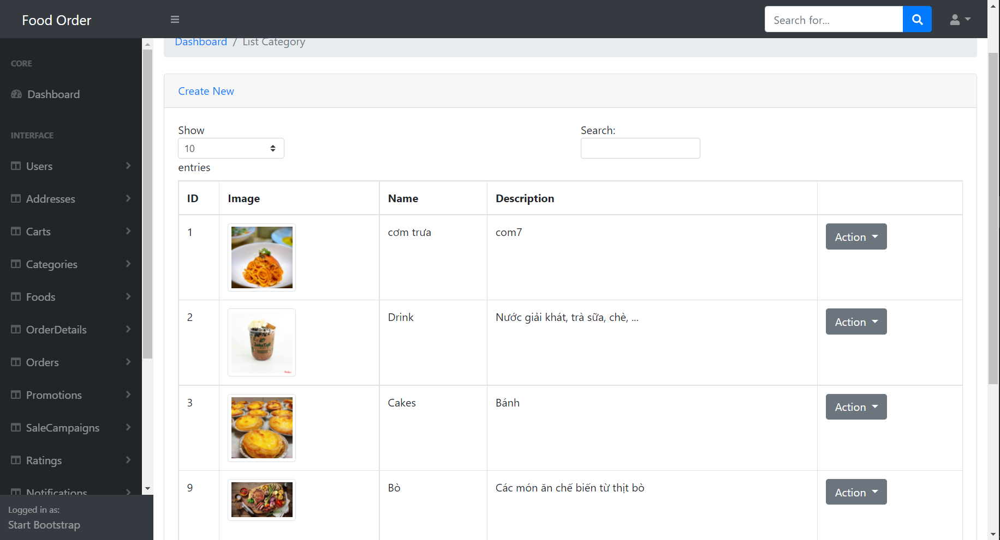 Food Order
Search for...
CORE
Dashboard
INTERFACE
Users
Addresses
Carts
Categories
Foods
OrderDetails
Orders
Promotions
SaleCampaigns
Ratings
Notifications
Logged in as:
Start Bootstrap
Dashboard / List Category
Create New
Show
10
entries
Search:
ID Image Name Description
1 cơm trưa com7 Action
2 Drink Nước giải khát, trà sữa, chè, ... Action
3 Cakes Bánh Action
9 Bò Các món ăn chế biến từ thịt bò Action